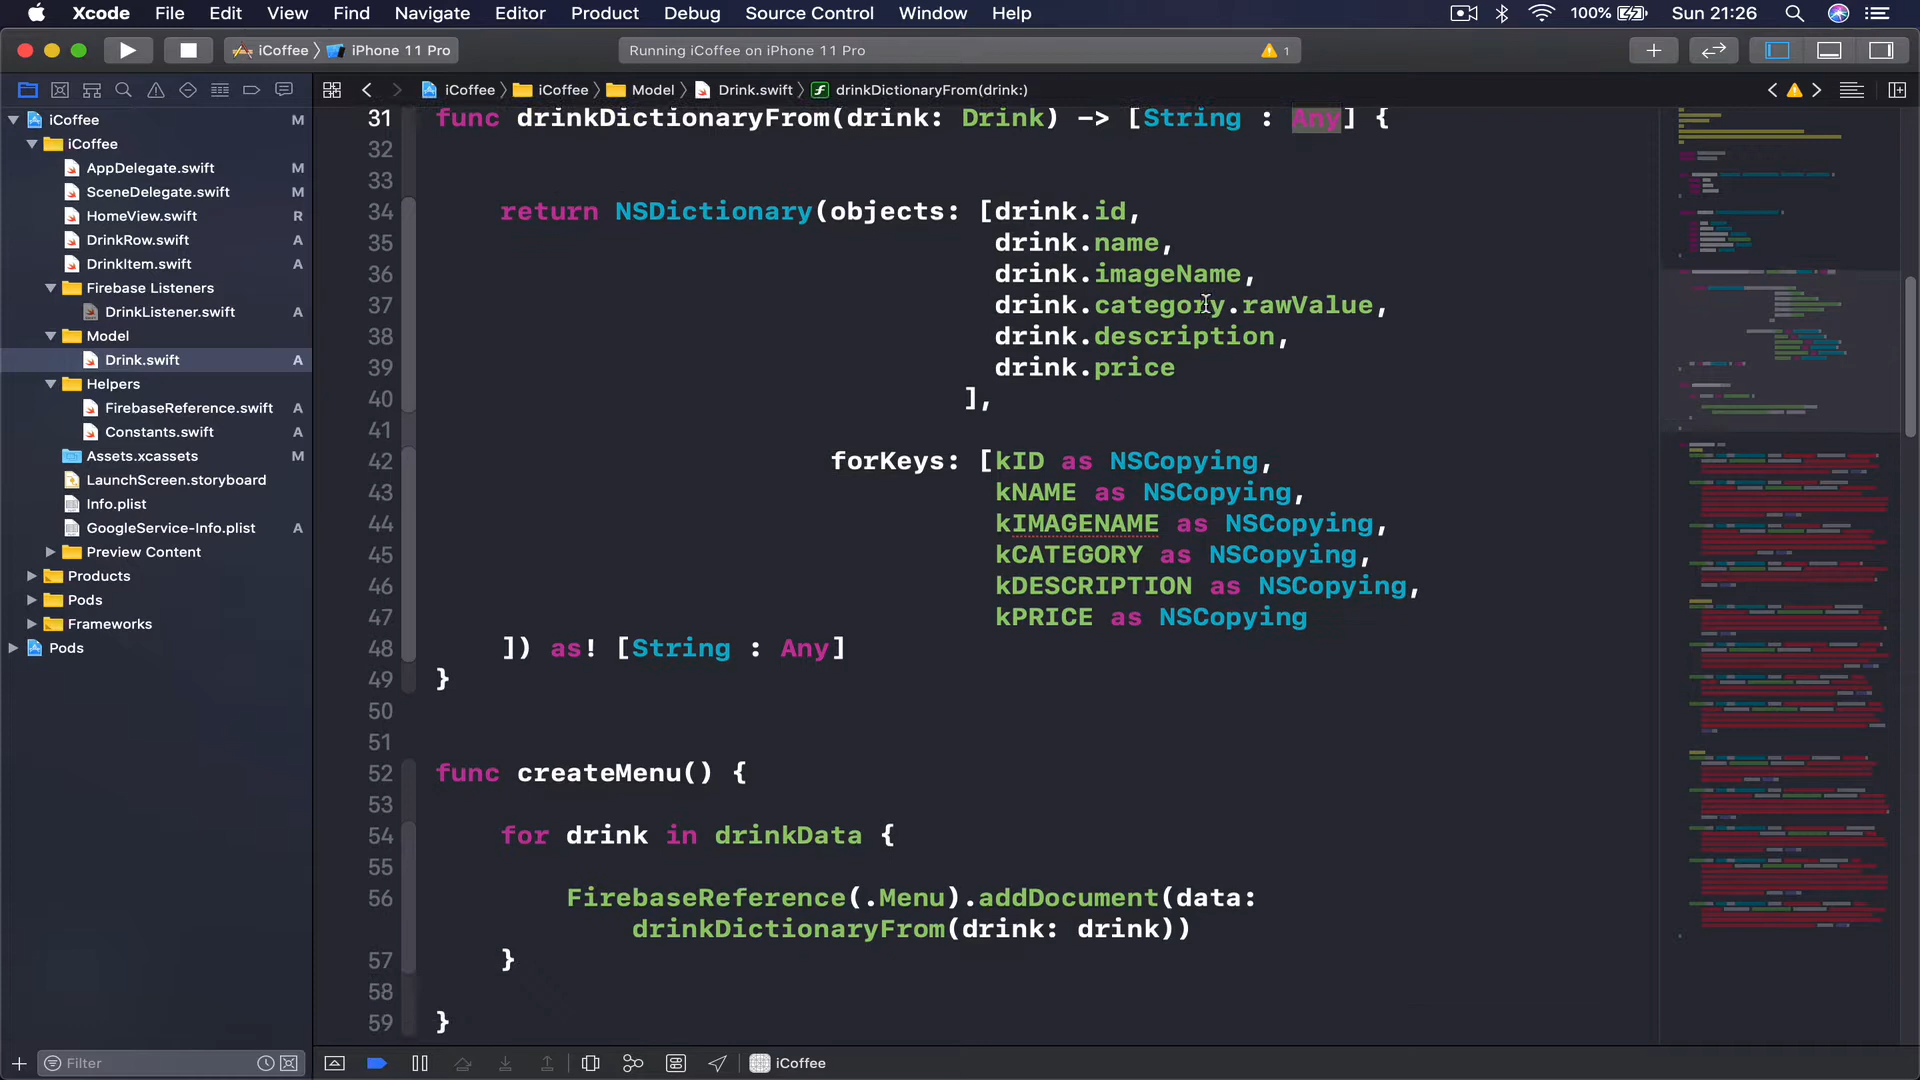 Xcode File Edit View Find Navigate Editor Product Debug Source Control Window Help 100% Sun 21:26
iCoffee iPhone 11 Pro Running iCoffee on iPhone 11 Pro 1
iCoffee iCoffee Model Drink.swift drinkDictionaryFrom(drink:)
iCoffee M
iCoffee
AppDelegate.swift M
SceneDelegate.swift M
HomeView.swift R
DrinkRow.swift A
DrinkItem.swift A
Firebase Listeners
DrinkListener.swift A
Model
Drink.swift A
Helpers
FirebaseReference.swift A
Constants.swift A
Assets.xcassets M
LaunchScreen.storyboard
Info.plist
GoogleService-Info.plist A
Preview Content
Products
Pods
Frameworks
Pods
Filter
31 func drinkDictionaryFrom(drink: Drink) -> [String : Any] {
32
33
34 return NSDictionary(objects: [drink.id,
35 drink.name,
36 drink.imageName,
37 drink.category.rawValue,
38 drink.description,
39 drink.price
40 ],
41
42 forKeys: [kID as NSCopying,
43 kNAME as NSCopying,
44 kIMAGENAME as NSCopying,
45 kCATEGORY as NSCopying,
46 kDESCRIPTION as NSCopying,
47 kPRICE as NSCopying
48 ]) as! [String : Any]
49 }
50
51
52 func createMenu() {
53
54 for drink in drinkData {
55
56 FirebaseReference(.Menu).addDocument(data:
drinkDictionaryFrom(drink: drink))
57 }
58
59 }
iCoffee